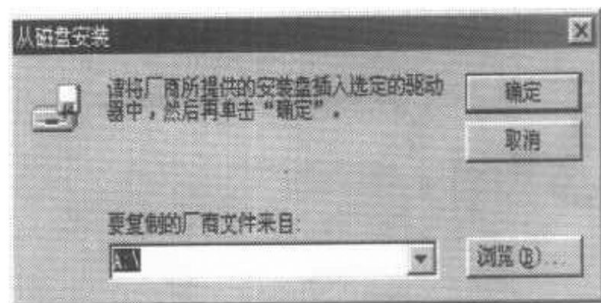 从磁盘安装
请将厂商所提供的安装盘插入选定的驱动
器中，然后再单击“确定”。
确定
取消
要复制的厂商文件来自:
A:\
浏览(B)...